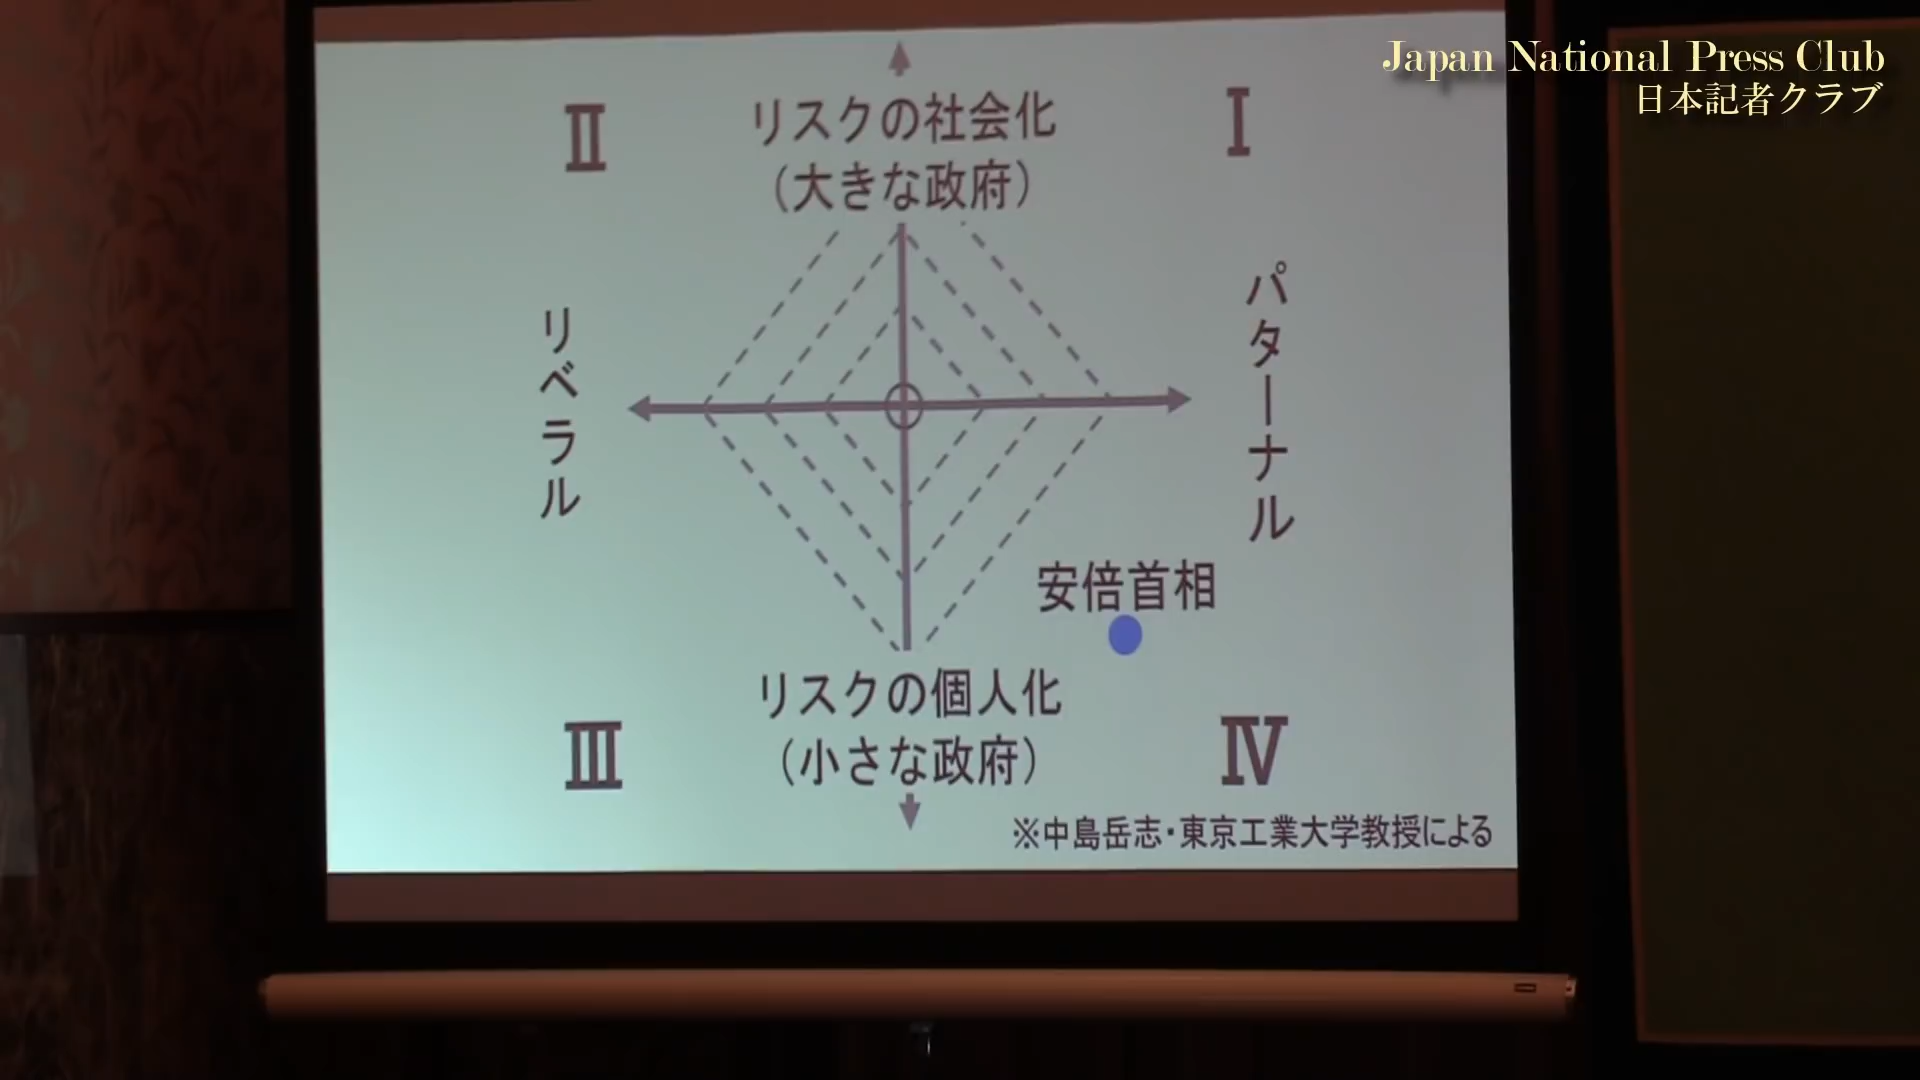 Japan National Press Club
日本記者クラブ
Ⅱ
リスクの社会化
（大きな政府）
Ⅰ
リベラル
パターナル
安倍首相
Ⅲ
リスクの個人化
（小さな政府）
Ⅳ
※中島岳志・東京工業大学教授による